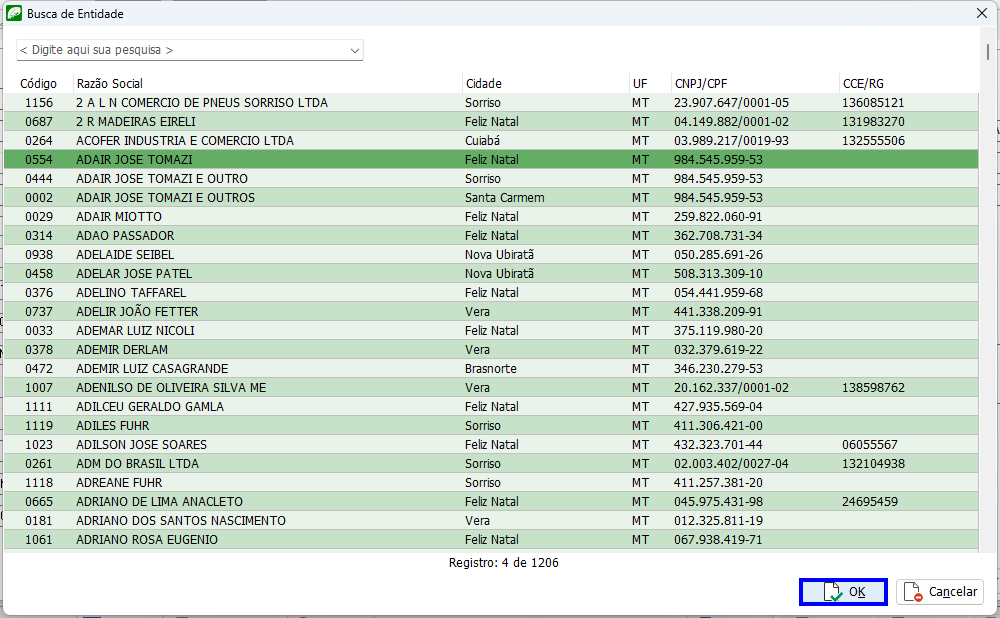 Busca de Entidade
< Digite aqui sua pesquisa >
Código Razão Social Cidade UF CNPJ/CPF CCE/RG
1156 2 A L N COMERCIO DE PNEUS SORRISO LTDA Sorriso MT 23.907.647/0001-05 136085121
0687 2 R MADEIRAS EIRELI Feliz Natal MT 04.149.882/0001-02 131983270
0264 ACOFER INDUSTRIA E COMERCIO LTDA Cuiabá MT 03.989.217/0019-93 132555506
0554 ADAIR JOSE TOMAZI Feliz Natal MT 984.545.959-53
0444 ADAIR JOSE TOMAZI E OUTRO Sorriso MT 984.545.959-53
0002 ADAIR JOSE TOMAZI E OUTROS Santa Carmem MT 984.545.959-53
0029 ADAIR MIOTTO Feliz Natal MT 259.822.060-91
0314 ADAO PASSADOR Feliz Natal MT 362.708.731-34
0938 ADELAIDE SEIBEL Nova Ubiratã MT 050.285.691-26
0458 ADELAR JOSE PATEL Nova Ubiratã MT 508.313.309-10
0376 ADELINO TAFFAREL Feliz Natal MT 054.441.959-68
0737 ADELIR JOÃO FETTER Vera MT 441.338.209-91
0033 ADEMAR LUIZ NICOLI Feliz Natal MT 375.119.980-20
0378 ADEMIR DERLAM Vera MT 032.379.619-22
0472 ADEMIR LUIZ CASAGRANDE Brasnorte MT 346.230.279-53
1007 ADENILSO DE OLIVEIRA SILVA ME Vera MT 20.162.337/0001-02 138598762
1111 ADILCEU GERALDO GAMLA Feliz Natal MT 427.935.569-04
1119 ADILES FUHR Sorriso MT 411.306.421-00
1023 ADILSON JOSE SOARES Feliz Natal MT 432.323.701-44 06055567
0261 ADM DO BRASIL LTDA Sorriso MT 02.003.402/0027-04 132104938
1118 ADREANE FUHR Sorriso MT 411.257.381-20
0665 ADRIANO DE LIMA ANACLETO Feliz Natal MT 045.975.431-98 24695459
0181 ADRIANO DOS SANTOS NASCIMENTO Vera MT 012.325.811-19
1061 ADRIANO ROSA EUGENIO Feliz Natal MT 067.938.419-71
Registro: 4 de 1206
OK Cancelar